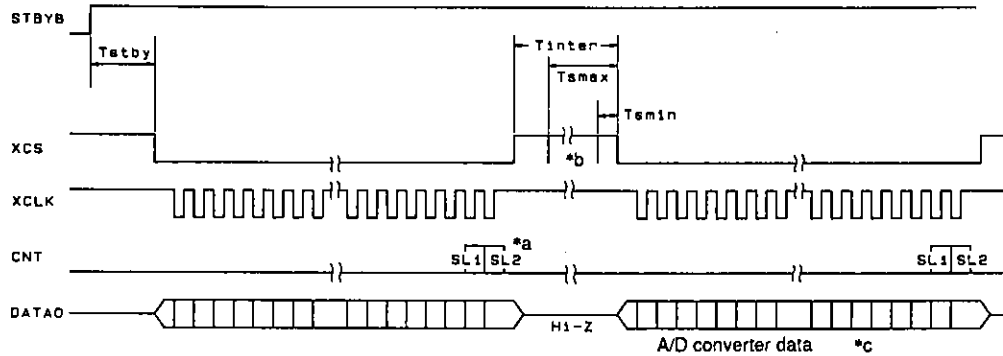 STBYB
Tstby
Tinter
Tsmax
Tsmin
XCS
*b
XCLK
CNT
SL1 SL2 *a
SL1 SL2
DATAO
Hi-Z
A/D converter data *c